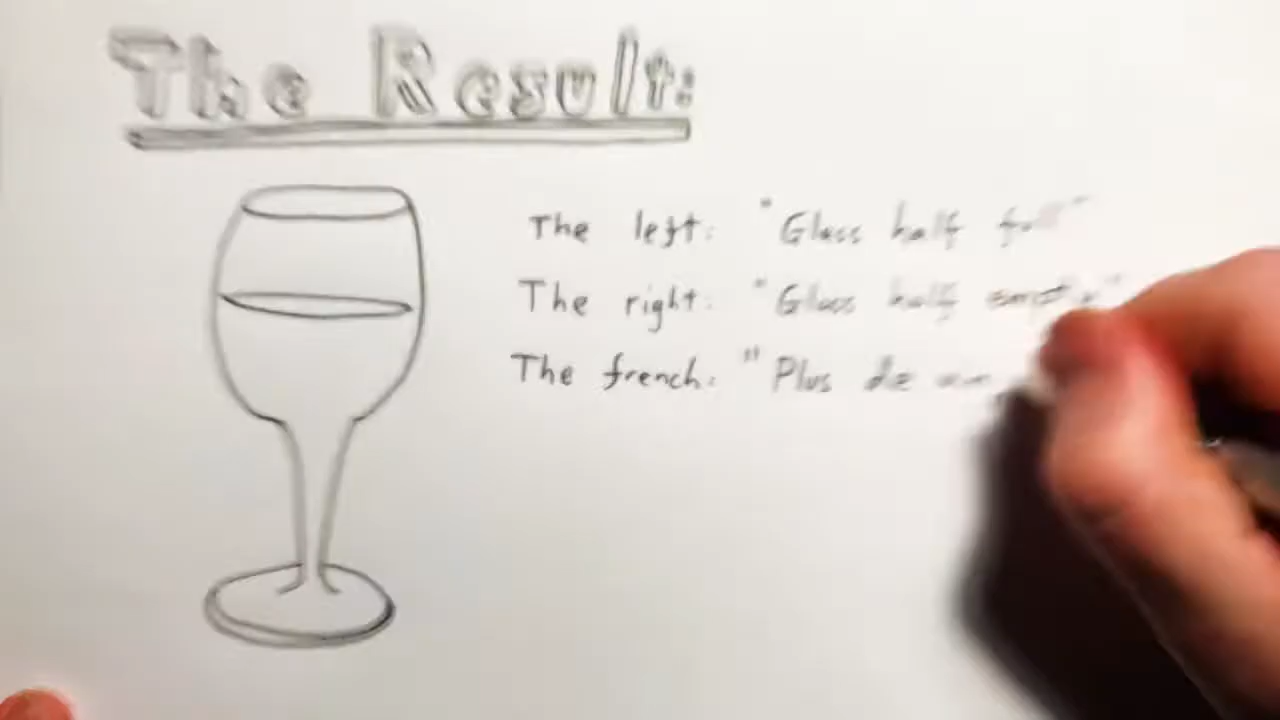 The Result:
The left: "Glass half full"
The right: "Glass half empty"
The french: "Plus de